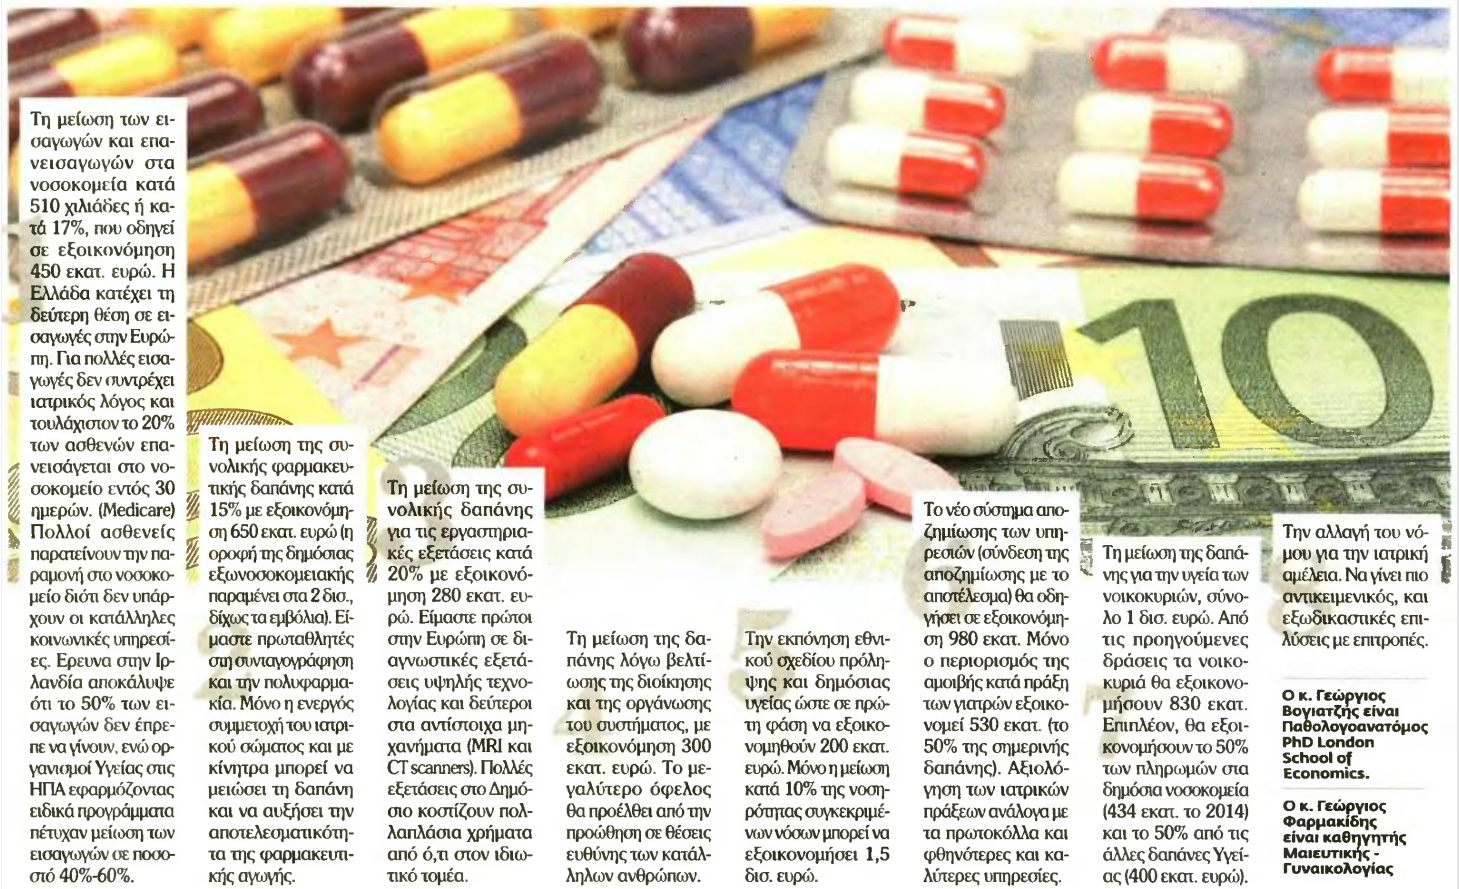 Τη μείωση των ει-
σαγωγών και επα-
νεισαγωγών στα
νοσοκομεία κατά
510 χιλιάδες ή κα-
τά 17%, που οδηγεί
σε εξοικονόμηση
450 εκατ. ευρώ. Η
Ελλάδα κατέχει τη
δεύτερη θέση σε ει-
σαγωγές στην Ευρώ-
πη. Για πολλές εισα-
γωγές δεν συντρέχει
ιατρικός λόγος και
τουλάχιστον το 20%
των ασθενών επα-
νεισάγεται στο νο-
σοκομείο εντός 30
ημερών. (Medicare)
Πολλοί ασθενείς
παρατείνουν την πα-
ραμονή στο νοσοκο-
μείο διότι δεν υπάρ-
χουν οι κατάλληλες
κοινωνικές υπηρεσί-
ες. Ερευνα στην Ιρ-
λανδία αποκάλυψε
ότι το 50% των ει-
σαγωγών δεν έπρε-
πε να γίνουν, ενώ ορ-
γανισμοί Υγείας στις
ΗΠΑ εφαρμόζοντας
ειδικά προγράμματα
πέτυχαν μείωση των
εισαγωγών σε ποσο-
στό 40%-60%.
2
Τη μείωση της συ-
νολικής φαρμακευ-
τικής δαπάνης κατά
15% με εξοικονόμη-
ση 650 εκατ. ευρώ (η
οροφή της δημόσιας
εξωνοσοκομειακής
παραμένει στα 2 δισ.,
δίχως τα εμβόλια). Εί-
μαστε πρωταθλητές
στη συνταγογράφηση
και την πολυφαρμα-
κία. Μόνο η ενεργός
συμμετοχή του ιατρι-
κού σώματος και με
κίνητρα μπορεί να
μειώσει τη δαπάνη
και να αυξήσει την
αποτελεσματικότη-
τα της φαρμακευτι-
κής αγωγής.
3
Τη μείωση της συ-
νολικής δαπάνης
για τις εργαστηρια-
κές εξετάσεις κατά
20% με εξοικονό-
μηση 280 εκατ. ευ-
ρώ. Είμαστε πρώτοι
στην Ευρώπη σε δι-
αγνωστικές εξετά-
σεις υψηλής τεχνο-
λογίας και δεύτεροι
στα αντίστοιχα μη-
χανήματα (MRI και
CT scanners). Πολλές
εξετάσεις στο Δημό-
σιο κοστίζουν πολ-
λαπλάσια χρήματα
από ό,τι στον ιδιω-
τικό τομέα.
4
Τη μείωση της δα-
πάνης λόγω βελτί-
ωσης της διοίκησης
και της οργάνωσης
του συστήματος, με
εξοικονόμηση 300
εκατ. ευρώ. Το με-
γαλύτερο όφελος
θα προέλθει από την
προώθηση σε θέσεις
ευθύνης των κατάλ-
ληλων ανθρώπων.
5
Την εκπόνηση εθνι-
κού σχεδίου πρόλη-
ψης και δημόσιας
υγείας ώστε σε πρώ-
τη φάση να εξοικο-
νομηθούν 200 εκατ.
ευρώ. Μόνο η μείωση
κατά 10% της νοση-
ρότητας συγκεκριμέ-
νων νόσων μπορεί να
εξοικονομήσει 1,5
δισ. ευρώ.
6
Το νέο σύστημα απο-
ζημίωσης των υπη-
ρεσιών (σύνδεση της
αποζημίωσης με το
αποτέλεσμα) θα οδη-
γήσει σε εξοικονόμη-
ση 980 εκατ. Μόνο
ο περιορισμός της
αμοιβής κατά πράξη
των γιατρών εξοικο-
νομεί 530 εκατ. (το
50% της σημερινής
δαπάνης). Αξιολό-
γηση των ιατρικών
πράξεων ανάλογα με
τα πρωτοκόλλα και
φθηνότερες και κα-
λύτερες υπηρεσίες.
7
Τη μείωση της δαπά-
νης για την υγεία των
νοικοκυριών, σύνο-
λο 1 δισ. ευρώ. Από
τις προηγούμενες
δράσεις τα νοικο-
κυριά θα εξοικονο-
μήσουν 830 εκατ.
Επιπλέον, θα εξοι-
κονομήσουν το 50%
των πληρωμών στα
δημόσια νοσοκομεία
(434 εκατ. το 2014)
και το 50% από τις
άλλες δαπάνες Υγεί-
ας (400 εκατ. ευρώ).
8
Την αλλαγή του νό-
μου για την ιατρική
αμέλεια. Να γίνει πιο
αντικειμενικός, και
εξωδικαστικές επι-
λύσεις με επιτροπές.
Ο κ. Γεώργιος
Βογιατζής είναι
Παθολογοανατόμος
PhD London
School of
Economics.
Ο κ. Γεώργιος
Φαρμακίδης
είναι καθηγητής
Μαιευτικής -
Γυναικολογίας
100